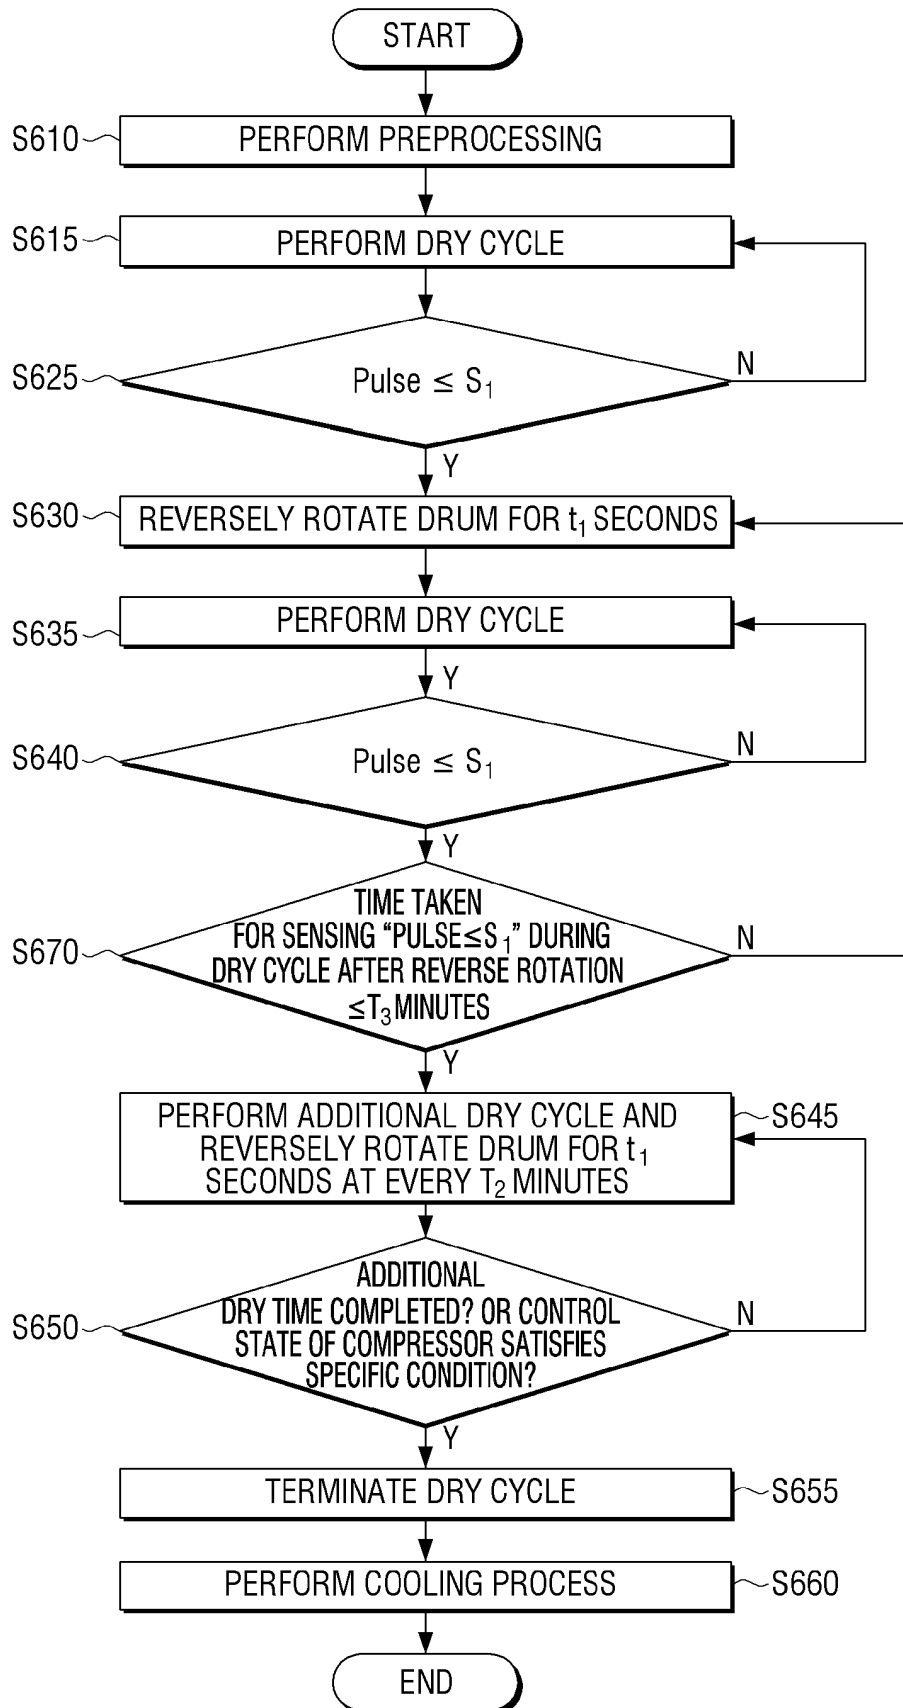 START
S610
PERFORM PREPROCESSING
S615
PERFORM DRY CYCLE
S625
Pulse ≤ S₁
N
Y
S630
REVERSELY ROTATE DRUM FOR t₁ SECONDS
S635
PERFORM DRY CYCLE
Y
S640
Pulse ≤ S₁
N
Y
S670
TIME TAKEN
FOR SENSING “PULSE≤S₁” DURING
DRY CYCLE AFTER REVERSE ROTATION
≤T₃ MINUTES
N
Y
PERFORM ADDITIONAL DRY CYCLE AND
REVERSELY ROTATE DRUM FOR t₁
SECONDS AT EVERY T₂ MINUTES
S645
S650
ADDITIONAL
DRY TIME COMPLETED? OR CONTROL
STATE OF COMPRESSOR SATISFIES
SPECIFIC CONDITION?
N
Y
TERMINATE DRY CYCLE
S655
PERFORM COOLING PROCESS
S660
END